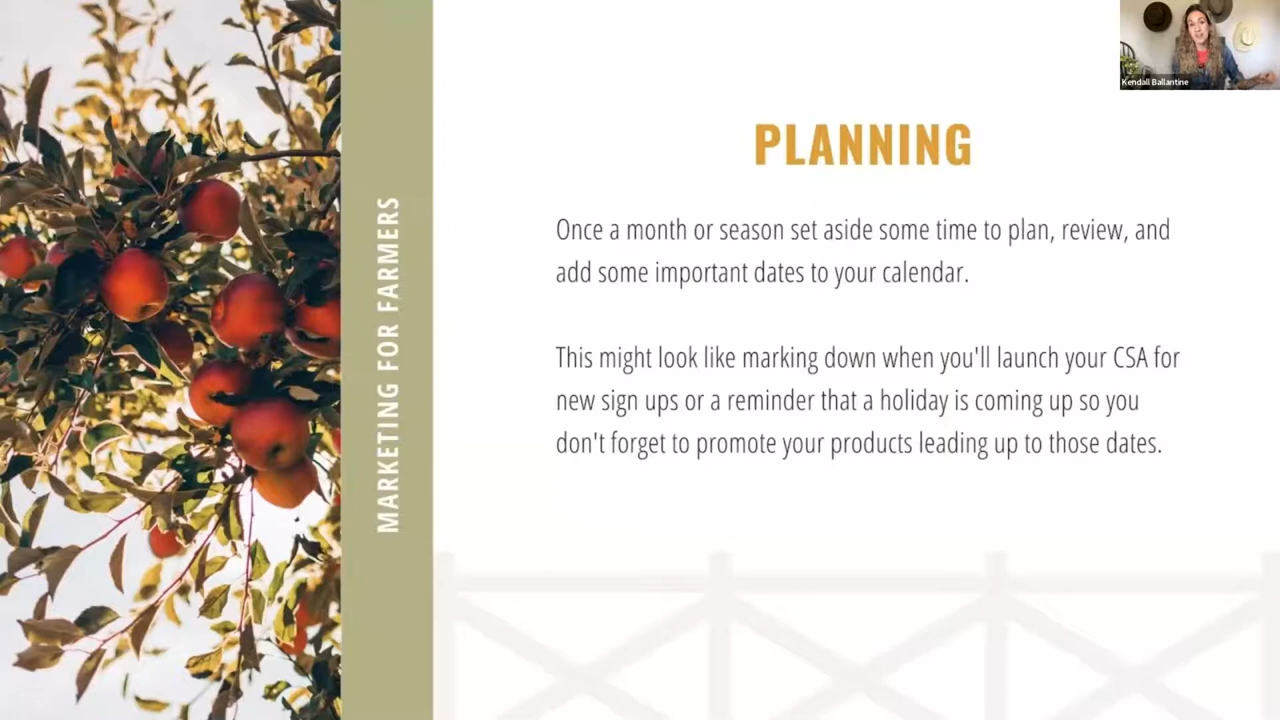 Kendall Ballantine
MARKETING FOR FARMERS
PLANNING
Once a month or season set aside some time to plan, review, and
add some important dates to your calendar.
This might look like marking down when you'll launch your CSA for
new sign ups or a reminder that a holiday is coming up so you
don't forget to promote your products leading up to those dates.